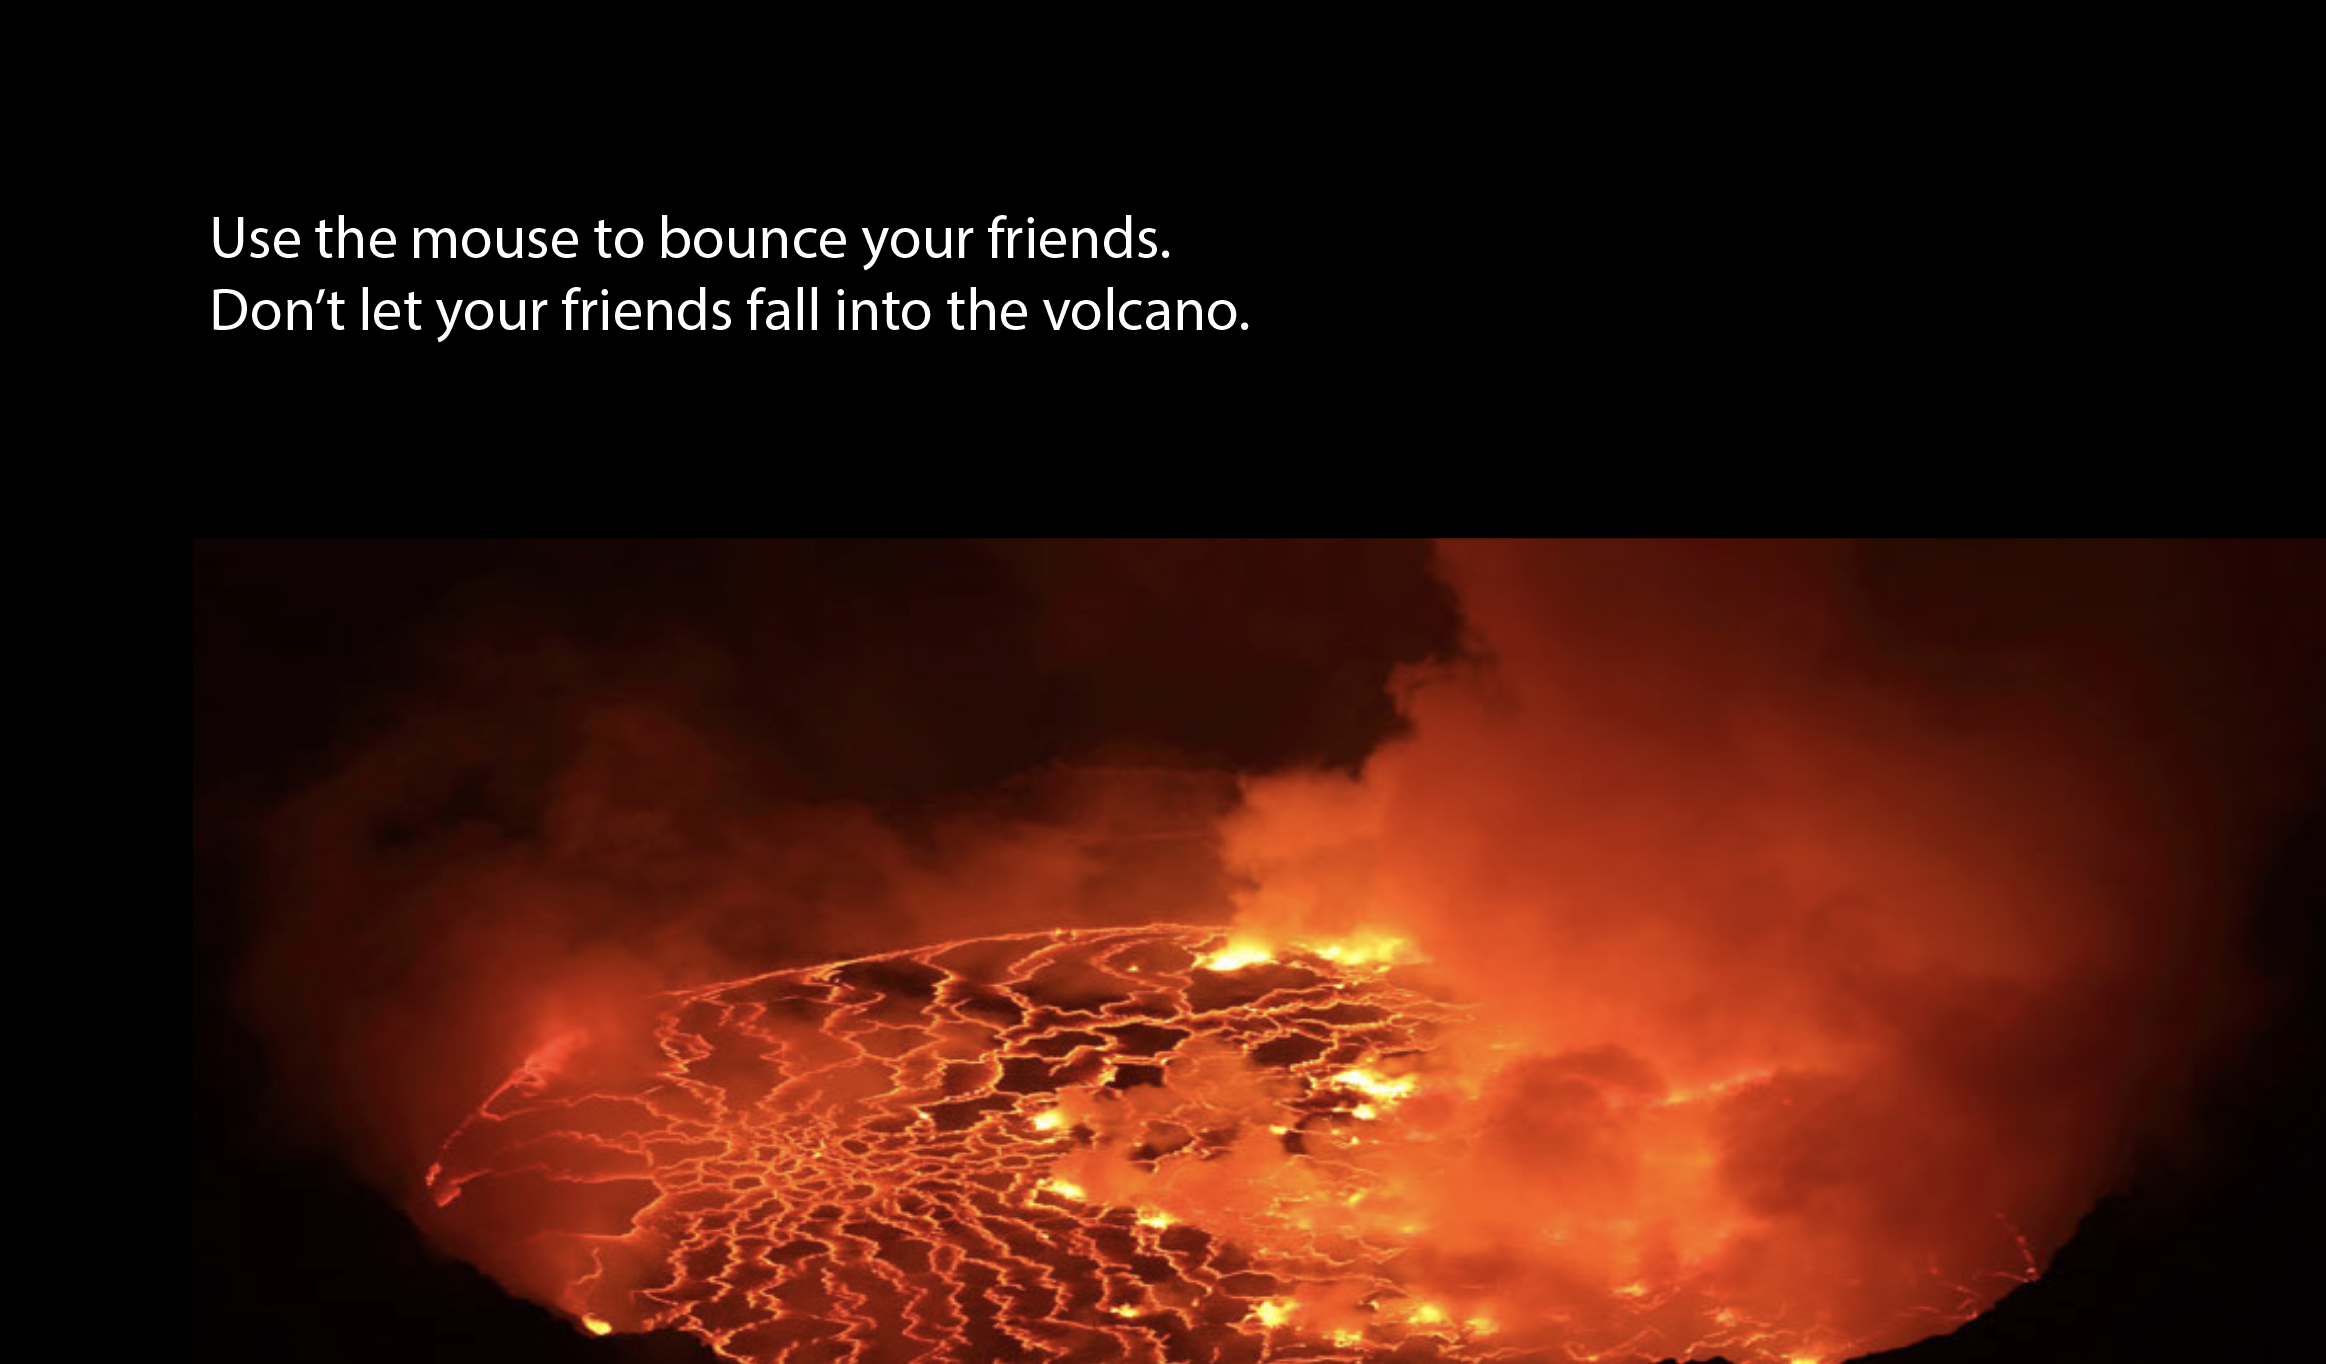 Use the mouse to bounce your friends.
Don’t let your friends fall into the volcano.